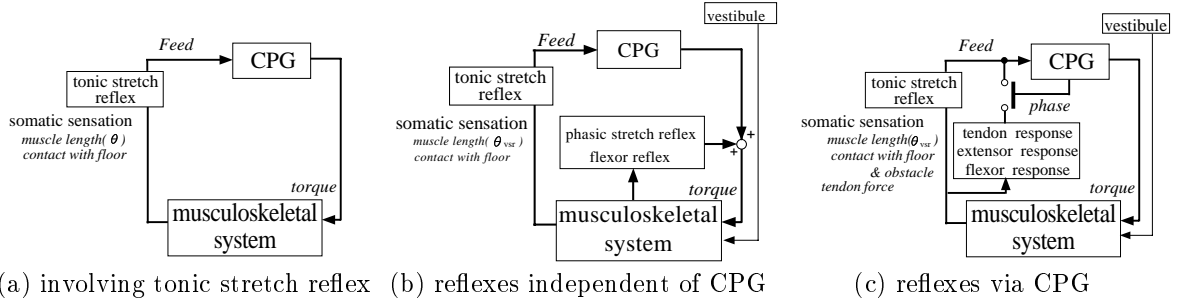 Feed
CPG
tonic stretch
reflex
somatic sensation
muscle length(θ)
contact with floor
torque
musculoskeletal
system
(a) involving tonic stretch reflex
vestibule
Feed
CPG
tonic stretch
reflex
somatic sensation
muscle length(θvsr)
contact with floor
phasic stretch reflex
flexor reflex
+
+
torque
musculoskeletal
system
(b) reflexes independent of CPG
vestibule
Feed
CPG
tonic stretch
reflex
phase
somatic sensation
muscle length(θvsr)
contact with floor
& obstacle
tendon force
tendon response
extensor response
flexor response
torque
musculoskeletal
system
(c) reflexes via CPG